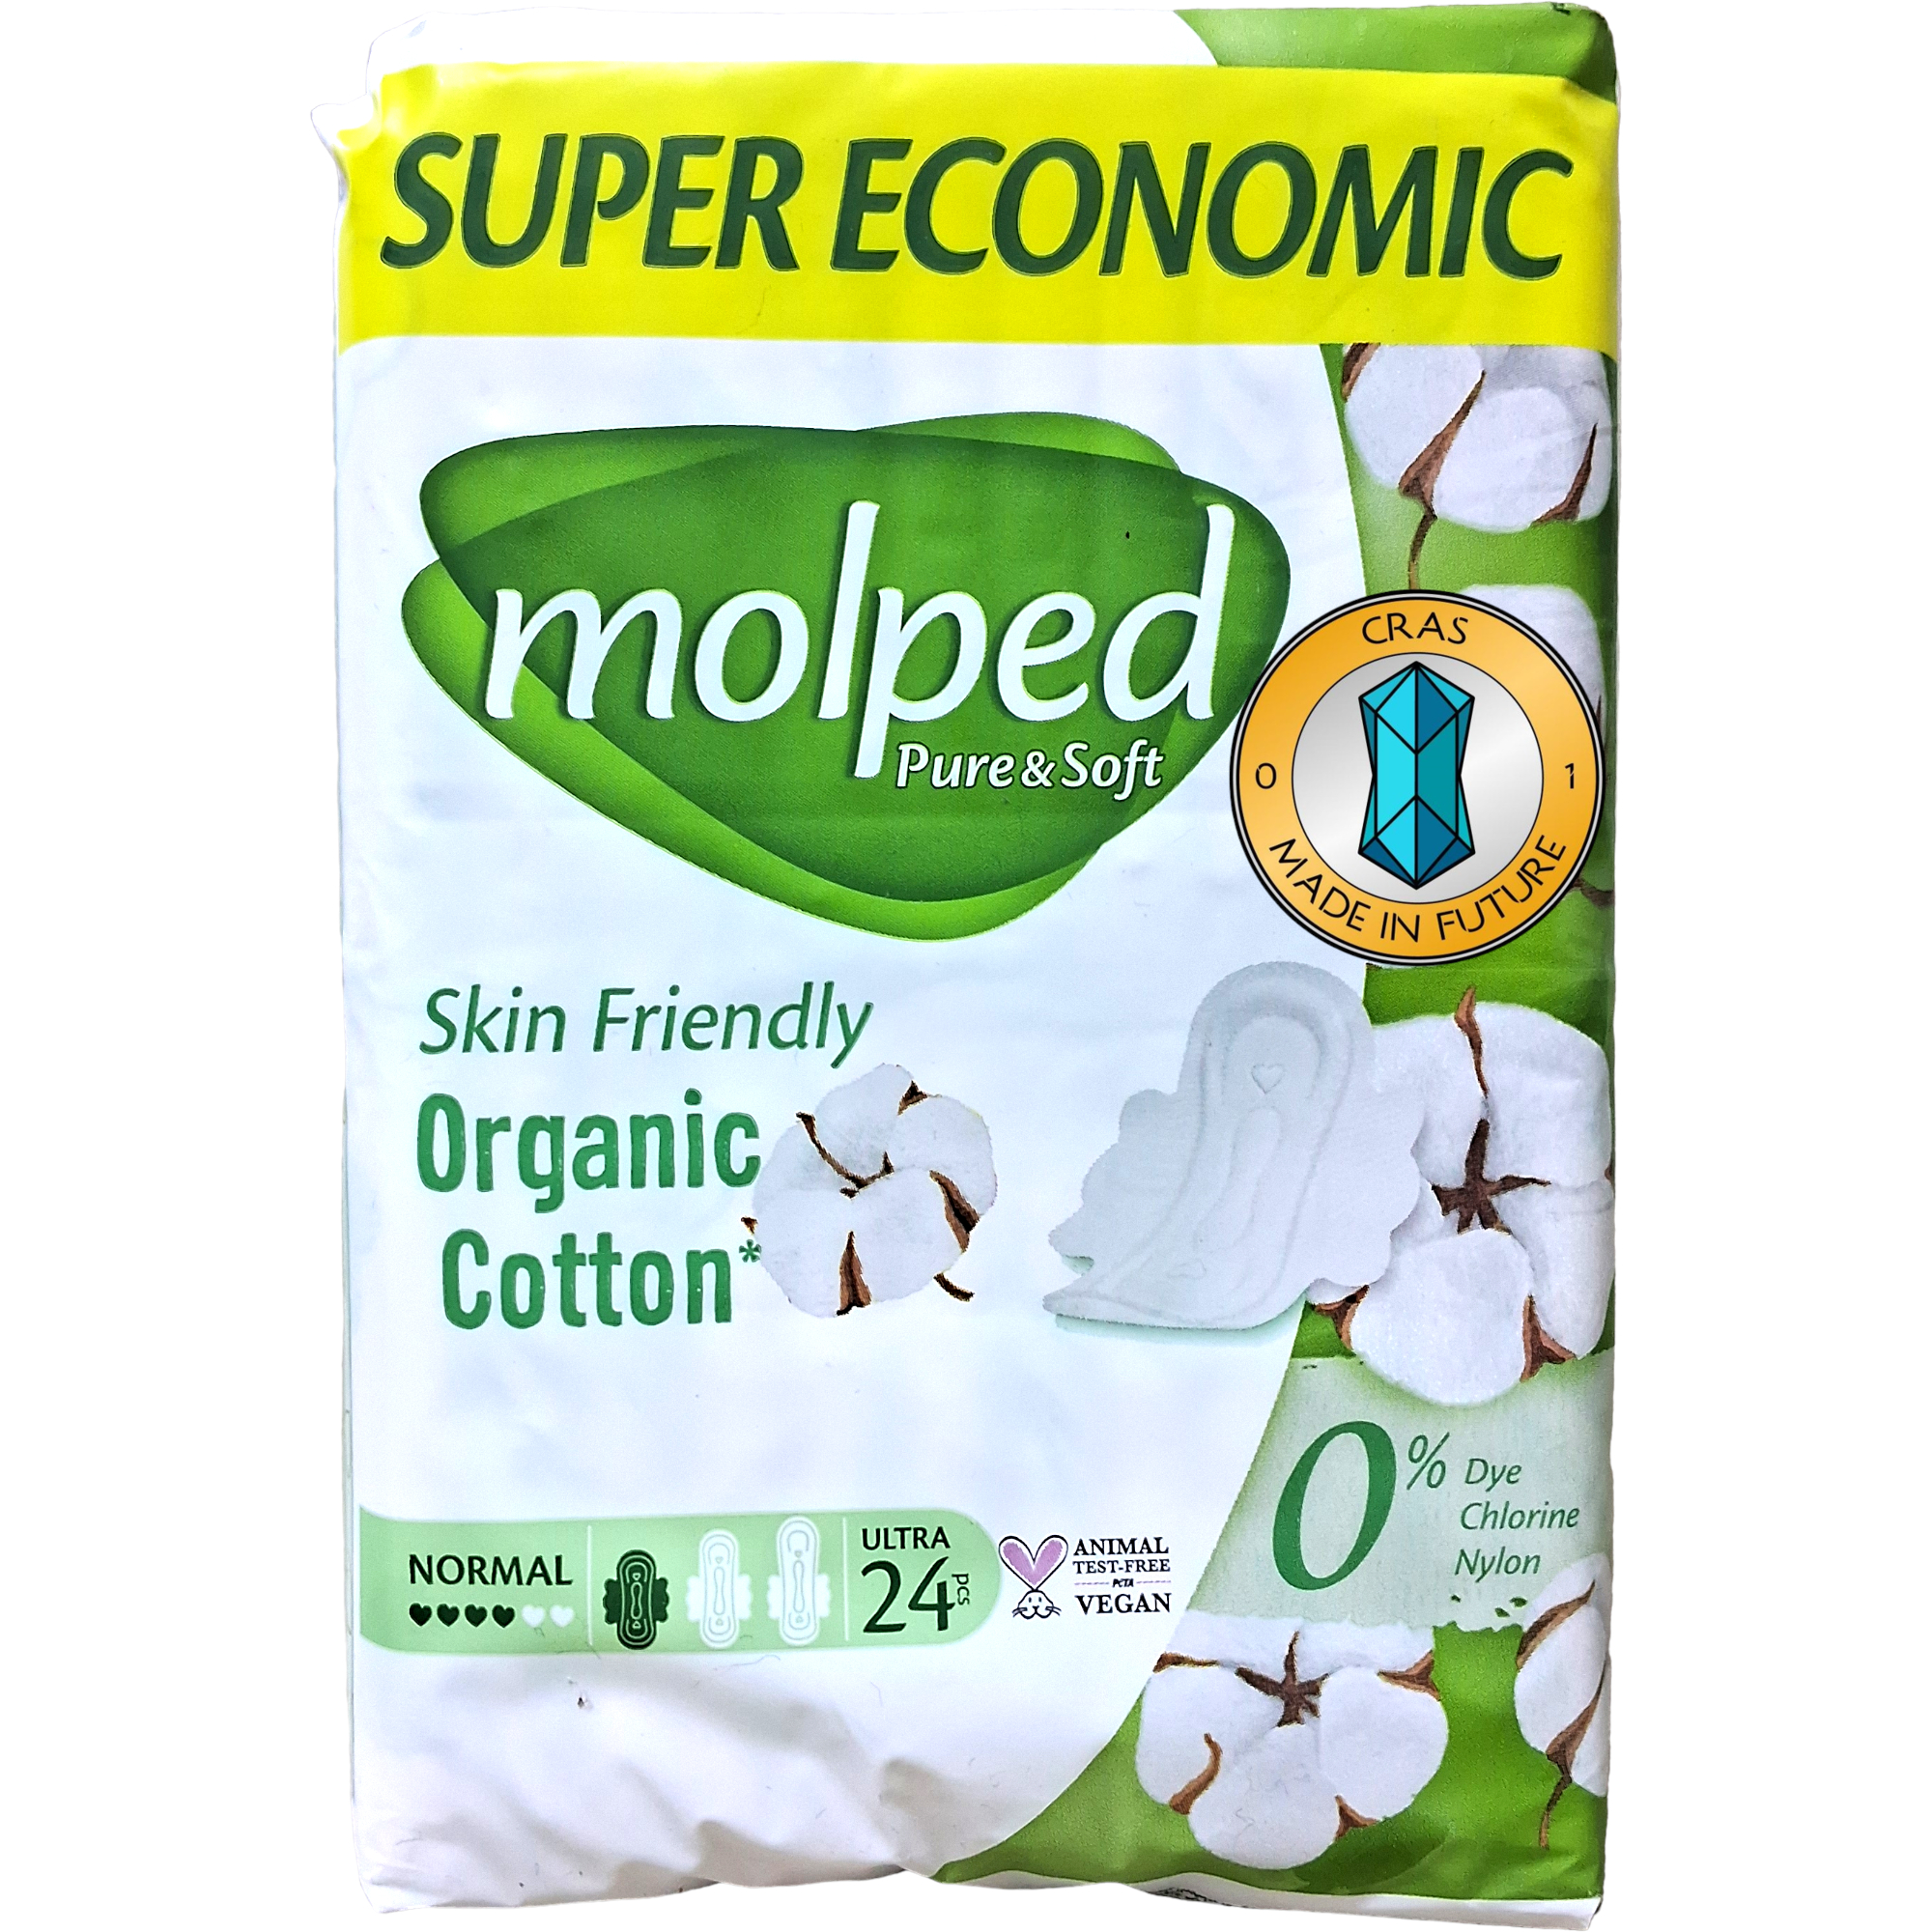 SUPER ECONOMIC
molped
Pure & Soft
CRAS
0 1
MADE IN FUTURE
Skin Friendly
Organic
Cotton*
0% Dye
Chlorine
Nylon
NORMAL
ULTRA
24 pcs
ANIMAL
TEST-FREE
PETA
VEGAN